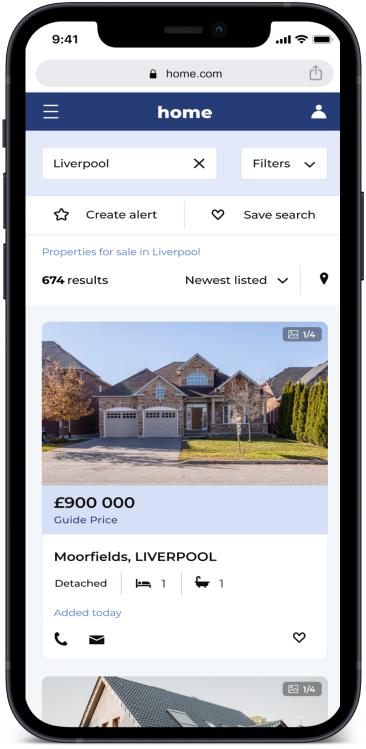 9:41
home.com
home
Liverpool
Filters
Create alert
Save search
Properties for sale in Liverpool
674 results
Newest listed
1/4
£900 000
Guide Price
Moorfields, LIVERPOOL
Detached 1 1
Added today
1/4